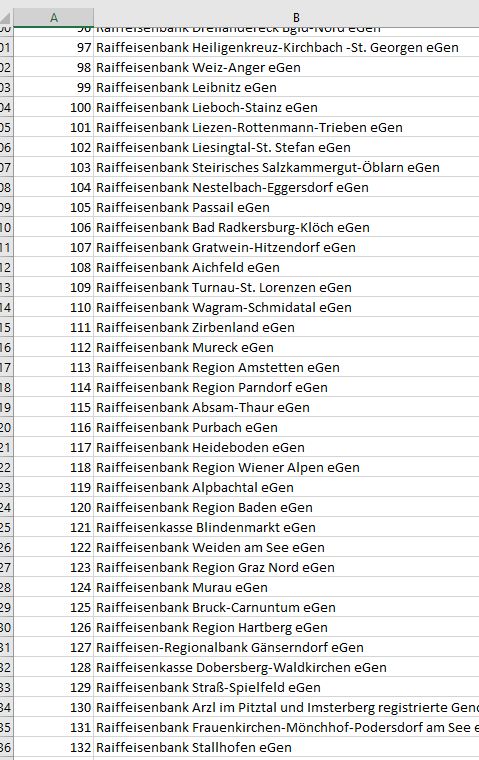 A B
97 Raiffeisenbank Heiligenkreuz-Kirchbach -St. Georgen eGen
02 98 Raiffeisenbank Weiz-Anger eGen
03 99 Raiffeisenbank Leibnitz eGen
04 100 Raiffeisenbank Lieboch-Stainz eGen
05 101 Raiffeisenbank Liezen-Rottenmann-Trieben eGen
06 102 Raiffeisenbank Liesingtal-St. Stefan eGen
07 103 Raiffeisenbank Steirisches Salzkammergut-Öblarn eGen
08 104 Raiffeisenbank Nestelbach-Eggersdorf eGen
09 105 Raiffeisenbank Passail eGen
10 106 Raiffeisenbank Bad Radkersburg-Klöch eGen
11 107 Raiffeisenbank Gratwein-Hitzendorf eGen
12 108 Raiffeisenbank Aichfeld eGen
13 109 Raiffeisenbank Turnau-St. Lorenzen eGen
14 110 Raiffeisenbank Wagram-Schmidatal eGen
15 111 Raiffeisenbank Zirbenland eGen
16 112 Raiffeisenbank Mureck eGen
17 113 Raiffeisenbank Region Amstetten eGen
18 114 Raiffeisenbank Region Parndorf eGen
19 115 Raiffeisenbank Absam-Thaur eGen
20 116 Raiffeisenbank Purbach eGen
21 117 Raiffeisenbank Heideboden eGen
22 118 Raiffeisenbank Region Wiener Alpen eGen
23 119 Raiffeisenbank Alpbachtal eGen
24 120 Raiffeisenbank Region Baden eGen
25 121 Raiffeisenkasse Blindenmarkt eGen
26 122 Raiffeisenbank Weiden am See eGen
27 123 Raiffeisenbank Region Graz Nord eGen
28 124 Raiffeisenbank Murau eGen
29 125 Raiffeisenbank Bruck-Carnuntum eGen
30 126 Raiffeisenbank Region Hartberg eGen
31 127 Raiffeisen-Regionalbank Gänserndorf eGen
32 128 Raiffeisenkasse Dobersberg-Waldkirchen eGen
33 129 Raiffeisenbank Straß-Spielfeld eGen
34 130 Raiffeisenbank Arzl im Pitztal und Imsterberg registrierte Geno
35 131 Raiffeisenbank Frauenkirchen-Mönchhof-Podersdorf am See e
36 132 Raiffeisenbank Stallhofen eGen